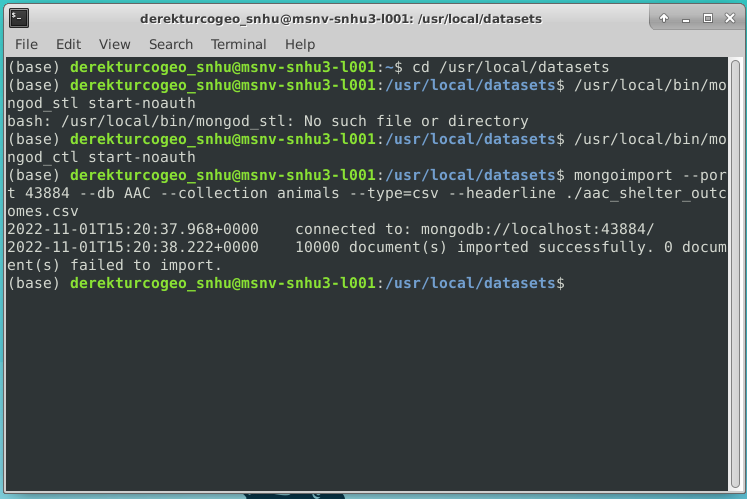 derekturcogeo_snhu@msnv-snhu3-l001: /usr/local/datasets
File Edit View Search Terminal Help
(base) derekturcogeo_snhu@msnv-snhu3-l001:~$ cd /usr/local/datasets
(base) derekturcogeo_snhu@msnv-snhu3-l001:/usr/local/datasets$ /usr/local/bin/mo
ngod_stl start-noauth
bash: /usr/local/bin/mongod_stl: No such file or directory
(base) derekturcogeo_snhu@msnv-snhu3-l001:/usr/local/datasets$ /usr/local/bin/mo
ngod_ctl start-noauth
(base) derekturcogeo_snhu@msnv-snhu3-l001:/usr/local/datasets$ mongoimport --por
t 43884 --db AAC --collection animals --type=csv --headerline ./aac_shelter_outc
omes.csv
2022-11-01T15:20:37.968+0000    connected to: mongodb://localhost:43884/
2022-11-01T15:20:38.222+0000    10000 document(s) imported successfully. 0 docum
ent(s) failed to import.
(base) derekturcogeo_snhu@msnv-snhu3-l001:/usr/local/datasets$